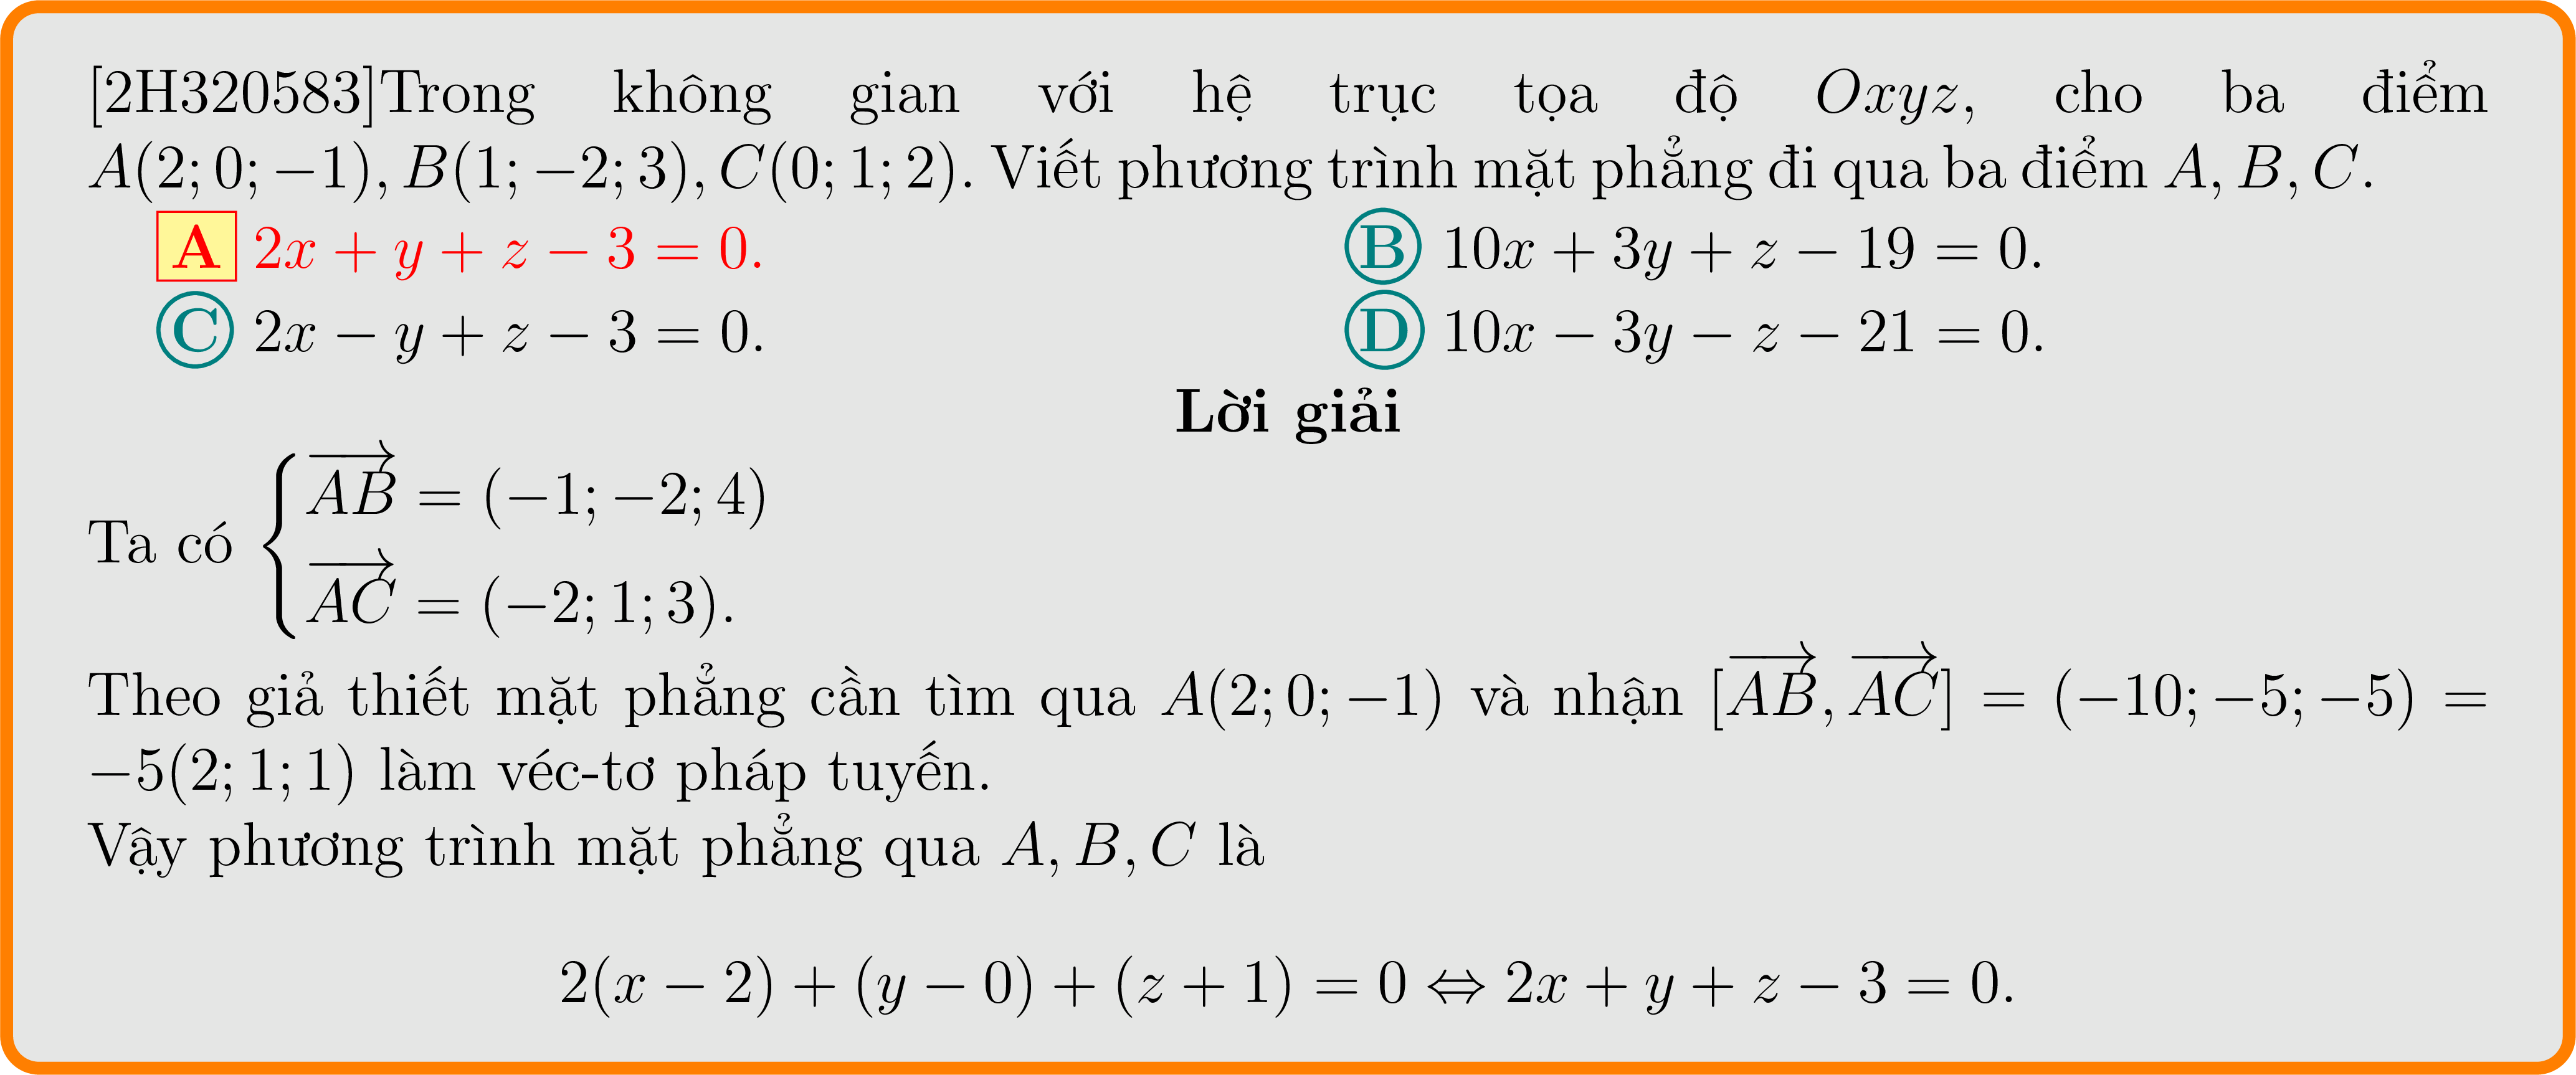 [2H320583]Trong không gian với hệ trục tọa độ Oxyz, cho ba điểm
A(2; 0; −1), B(1; −2; 3), C(0; 1; 2). Viết phương trình mặt phẳng đi qua ba điểm A, B, C.
A 2x + y + z − 3 = 0. B 10x + 3y + z − 19 = 0.
C 2x − y + z − 3 = 0. D 10x − 3y − z − 21 = 0.
Lời giải
Ta có { \overrightarrow{AB} = (−1; −2; 4)
\overrightarrow{AC} = (−2; 1; 3).
Theo giả thiết mặt phẳng cần tìm qua A(2; 0; −1) và nhận [\overrightarrow{AB}, \overrightarrow{AC}] = (−10; −5; −5) =
−5(2; 1; 1) làm véc-tơ pháp tuyến.
Vậy phương trình mặt phẳng qua A, B, C là
2(x − 2) + (y − 0) + (z + 1) = 0 ⇔ 2x + y + z − 3 = 0.